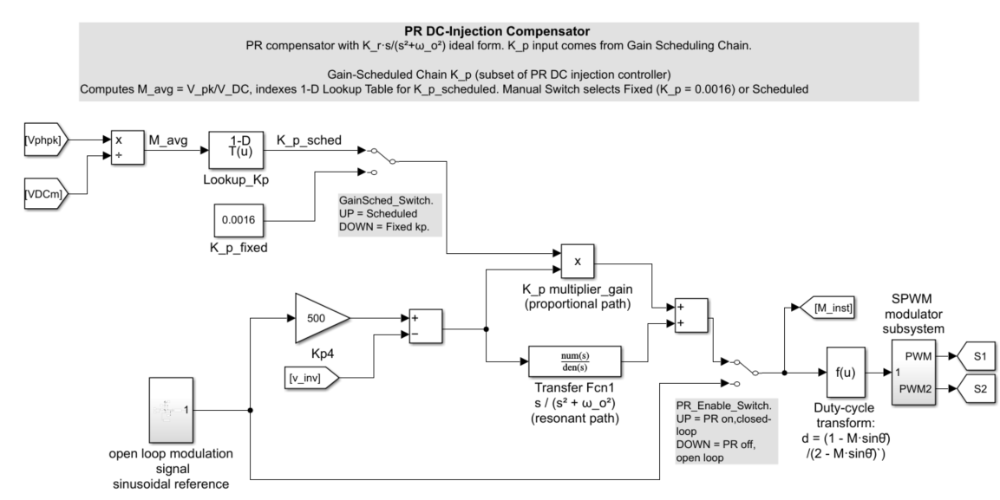 PR DC-Injection Compensator
PR compensator with K_r·s/(s²+ω_o²) ideal form. K_p input comes from Gain Scheduling Chain.
Gain-Scheduled Chain K_p (subset of PR DC injection controller)
Computes M_avg = V_pk/V_DC, indexes 1-D Lookup Table for K_p_scheduled. Manual Switch selects Fixed (K_p = 0.0016) or Scheduled
[Vphpk]
×
÷
M_avg
1-D
T(u)
K_p_sched
Lookup_Kp
[VDCm]
GainSched_Switch.
UP = Scheduled
DOWN = Fixed kp.
0.0016
K_p_fixed
x
K_p multiplier_gain
(proportional path)
500
Kp4
+
−
[v_inv]
+
+
num(s)
den(s)
Transfer Fcn1
s / (s² + ω_o²)
(resonant path)
[M_inst]
SPWM
modulator
subsystem
PWM
1
PWM2
S1
S2
f(u)
Duty-cycle
transform:
d = (1 - M·sinθ)
/(2 - M·sinθ`)
PR_Enable_Switch.
UP = PR on,closed-
loop
DOWN = PR off,
open loop
1
open loop modulation
signal
sinusoidal reference